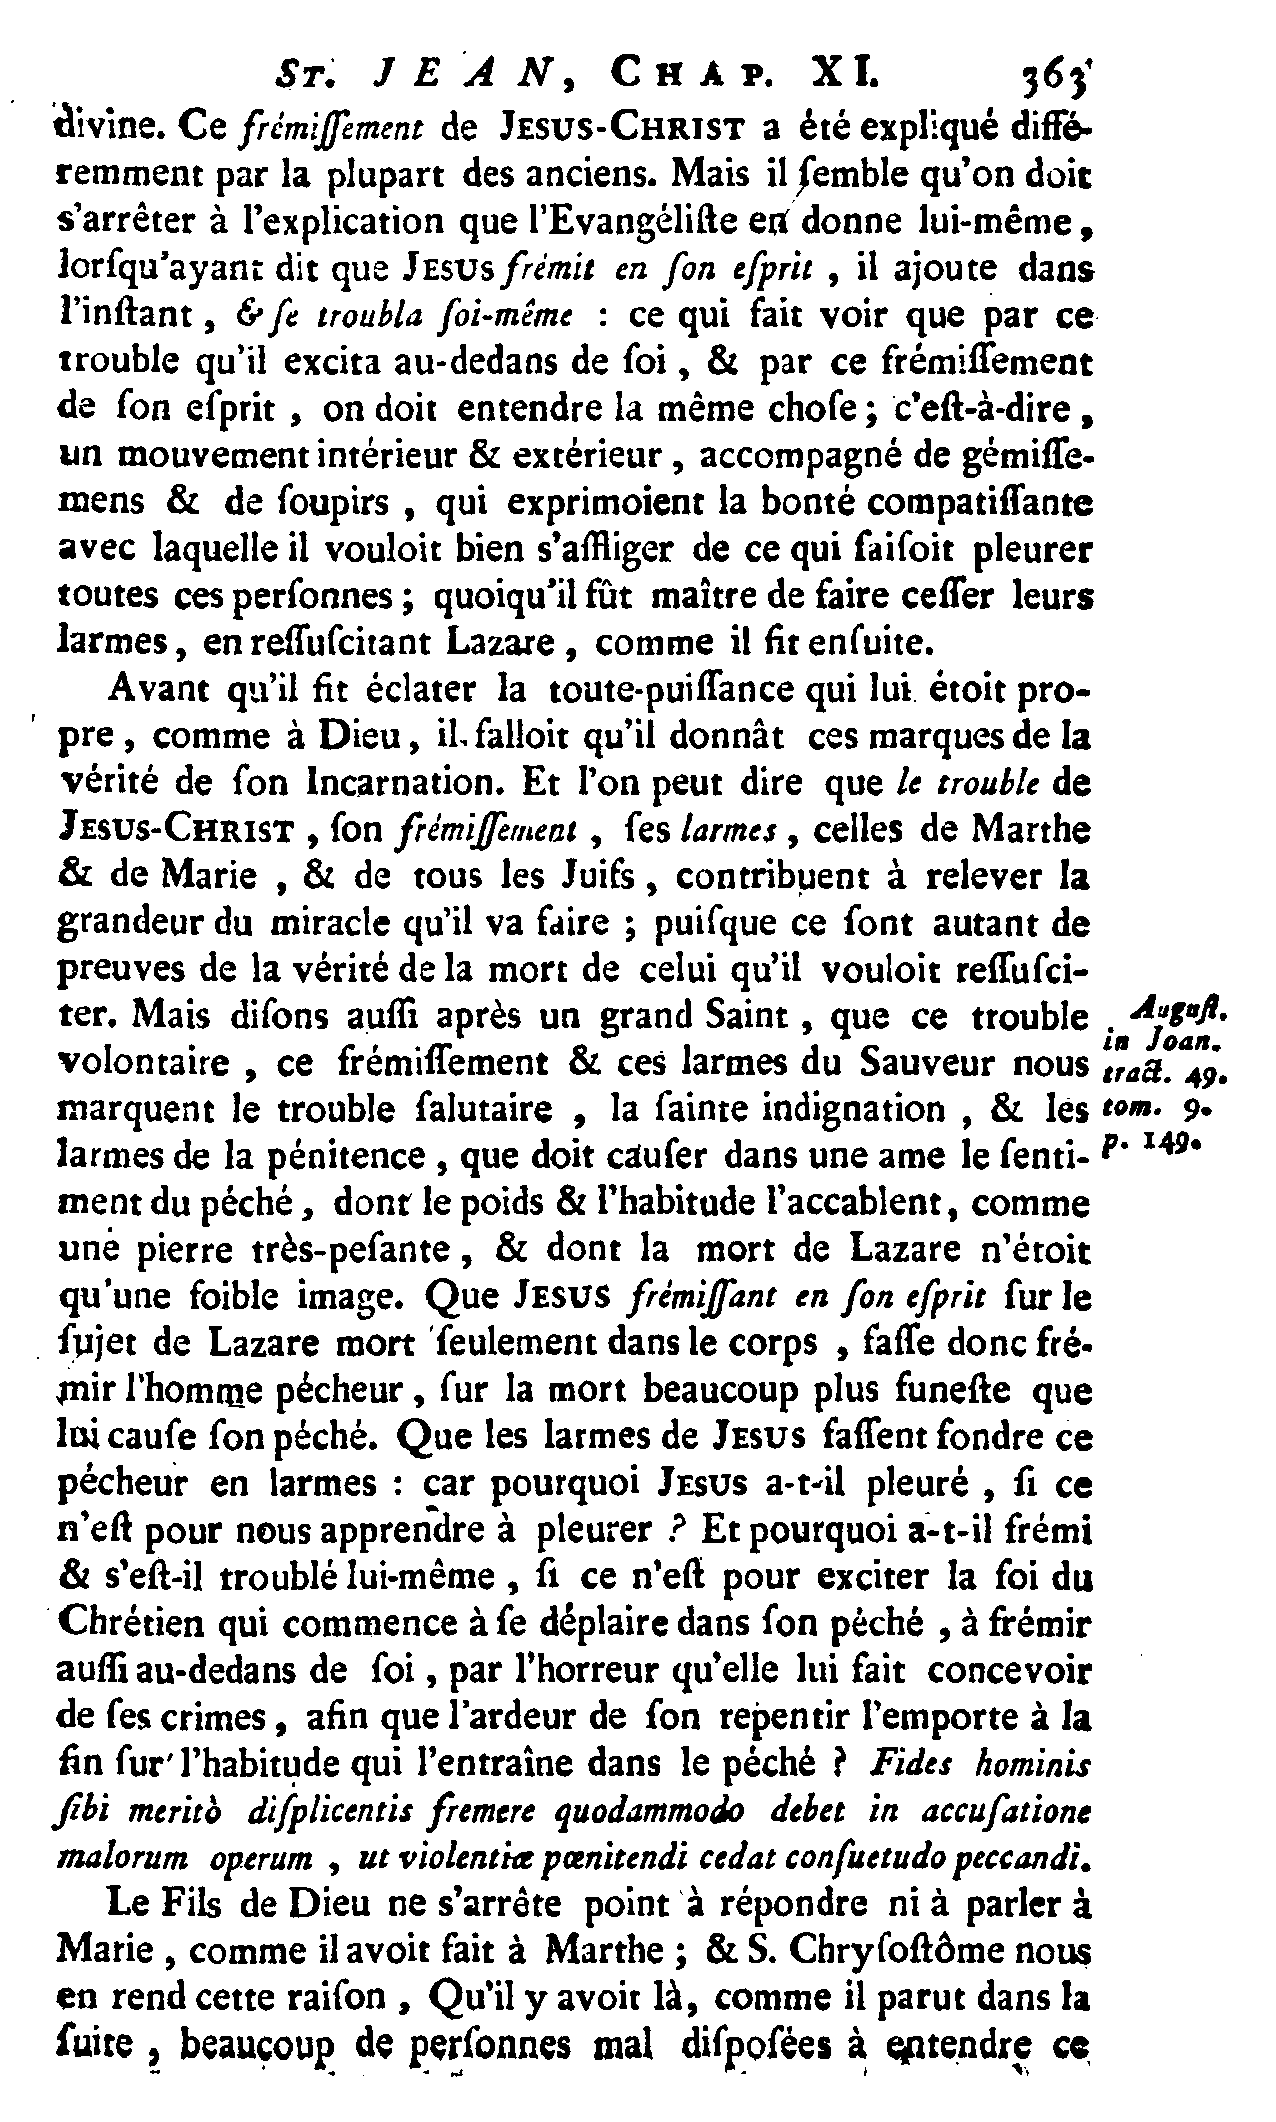 ST. JEAN, CHAP. XI. 363
divine. Ce frémiſſement de JESUS-CHRIST a été expliqué diffé-
remment par la plupart des anciens. Mais il ſemble qu'on doit
s'arrêter à l'explication que l'Evangéliſte en donne lui-même,
lorſqu'ayant dit que JESUS frémit en ſon eſprit, il ajoute dans
l'inſtant, & ſe troubla ſoi-même : ce qui fait voir que par ce
trouble qu'il excita au-dedans de ſoi, & par ce frémiſſement
de ſon eſprit, on doit entendre la même choſe; c'eſt-à-dire,
un mouvement intérieur & extérieur, accompagné de gémiſſe-
mens & de ſoupirs, qui exprimoient la bonté compatiſſante
avec laquelle il vouloit bien s'affliger de ce qui faiſoit pleurer
toutes ces perſonnes; quoiqu'il fût maître de faire ceſſer leurs
larmes, en reſſuſcitant Lazare, comme il fit enſuite.
Avant qu'il fit éclater la toute-puiſſance qui lui étoit pro-
pre, comme à Dieu, il falloit qu'il donnât ces marques de la
vérité de ſon Incarnation. Et l'on peut dire que le trouble de
JESUS-CHRIST, ſon frémiſſement, ſes larmes, celles de Marthe
& de Marie, & de tous les Juifs, contribuent à relever la
grandeur du miracle qu'il va faire; puiſque ce ſont autant de
preuves de la vérité de la mort de celui qu'il vouloit reſſuſci-
ter. Mais diſons auſſi après un grand Saint, que ce trouble
volontaire, ce frémiſſement & ces larmes du Sauveur nous
marquent le trouble ſalutaire, la ſainte indignation, & les
larmes de la pénitence, que doit cauſer dans une ame le ſenti-
ment du péché, dont le poids & l'habitude l'accablent, comme
une pierre très-peſante, & dont la mort de Lazare n'étoit
qu'une foible image. Que JESUS frémiſſant en ſon eſprit ſur le
ſujet de Lazare mort ſeulement dans le corps, faſſe donc fré-
mir l'homme pécheur, ſur la mort beaucoup plus funeſte que
lui cauſe ſon péché. Que les larmes de JESUS faſſent fondre ce
pécheur en larmes : car pourquoi JESUS a-t-il pleuré, ſi ce
n'eſt pour nous apprendre à pleurer ? Et pourquoi a-t-il frémi
& s'eſt-il troublé lui-même, ſi ce n'eſt pour exciter la foi du
Chrétien qui commence à ſe déplaire dans ſon péché, à frémir
auſſi au-dedans de ſoi, par l'horreur qu'elle lui fait concevoir
de ſes crimes, afin que l'ardeur de ſon repentir l'emporte à la
fin ſur l'habitude qui l'entraîne dans le péché ? Fides hominis
ſibi meritò diſplicentis fremere quodammodo debet in accuſatione
malorum operum, ut violentiæ pœnitendi cedat conſuetudo peccandi.
Le Fils de Dieu ne s'arrête point à répondre ni à parler à
Marie, comme il avoit fait à Marthe; & S. Chryſoſtôme nous
en rend cette raiſon, Qu'il y avoit là, comme il parut dans la
ſuite, beaucoup de perſonnes mal diſpoſées à entendre ce
Auguſt.
in Joan.
tract. 49.
tom. 9.
p. 149.